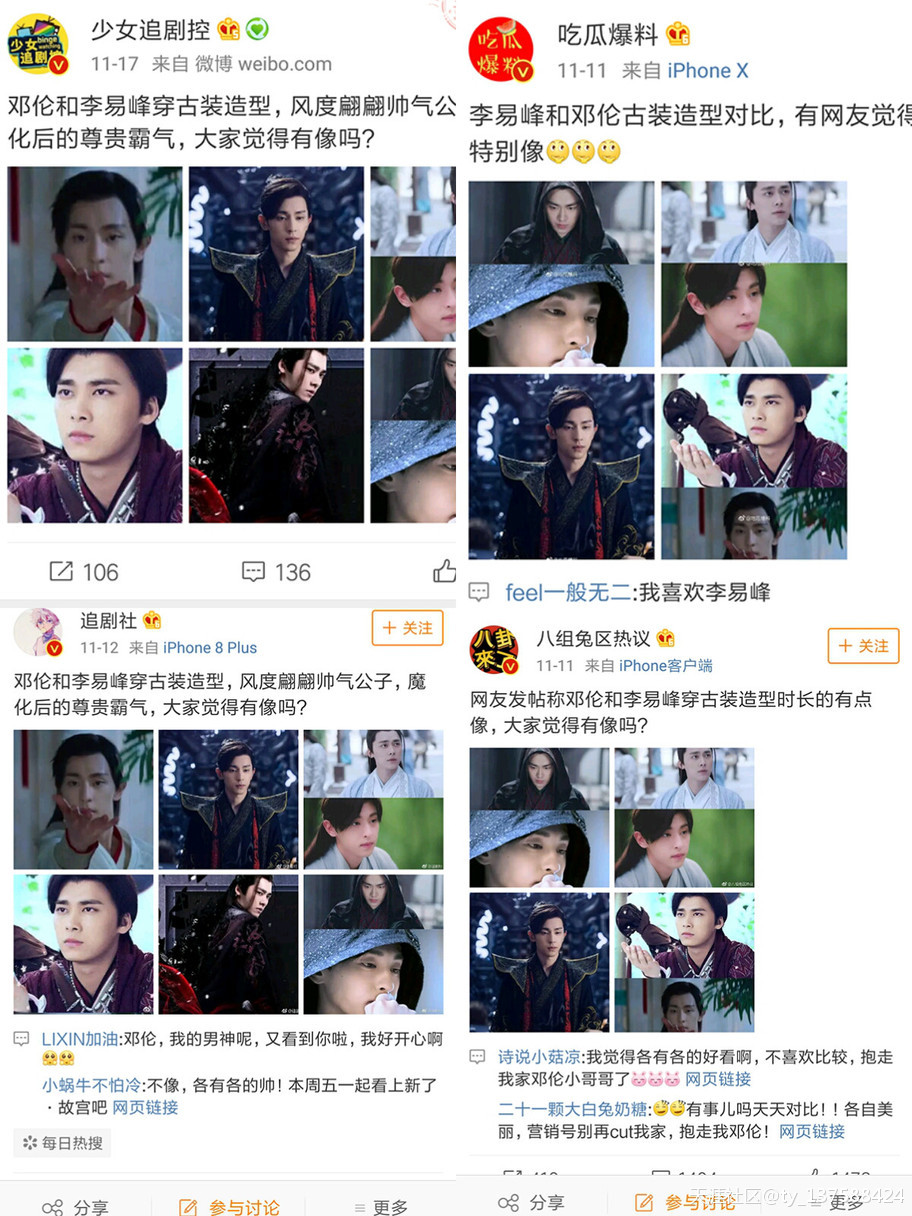 少女追剧控
11-17 来自 微博 weibo.com
邓伦和李易峰穿古装造型，风度翩翩帅气公
化后的尊贵霸气，大家觉得有像吗？
106
136
追剧社
11-12 来自 iPhone 8 Plus
+ 关注
邓伦和李易峰穿古装造型，风度翩翩帅气公子，魔
化后的尊贵霸气，大家觉得有像吗？
LIXIN加油:邓伦，我的男神呢，又看到你啦，我好开心啊
小蜗牛不怕冷:不像，各有各的帅！本周五一起看上新了
・故宫吧 网页链接
每日热搜
分享
参与讨论
更多
吃瓜爆料
11-11 来自 iPhone X
李易峰和邓伦古装造型对比，有网友觉得
特别像
feel一般无二:我喜欢李易峰
八组兔区热议
11-11 来自 iPhone客户端
+ 关注
网友发帖称邓伦和李易峰穿古装造型时长的有点
像，大家觉得有像吗？
诗说小菇凉:我觉得各有各的好看啊，不喜欢比较，抱走
我家邓伦小哥哥了 网页链接
二十一颗大白兔奶糖:有事儿吗天天对比！！各自美
丽，营销号别再cut我家，抱走我邓伦！ 网页链接
分享
参与讨论
更多
天涯社区@ty_137588424